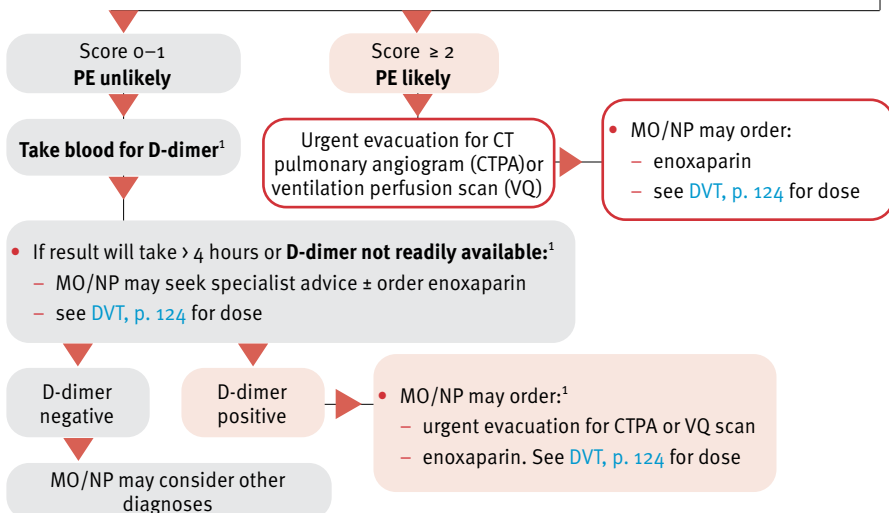 Score 0–1
PE unlikely
Score ≥ 2
PE likely
Take blood for D-dimer¹
Urgent evacuation for CT
pulmonary angiogram (CTPA)or
ventilation perfusion scan (VQ)
• MO/NP may order:
– enoxaparin
– see DVT, p. 124 for dose
• If result will take > 4 hours or D-dimer not readily available:¹
– MO/NP may seek specialist advice ± order enoxaparin
– see DVT, p. 124 for dose
D-dimer
negative
D-dimer
positive
• MO/NP may order:¹
– urgent evacuation for CTPA or VQ scan
– enoxaparin. See DVT, p. 124 for dose
MO/NP may consider other
diagnoses